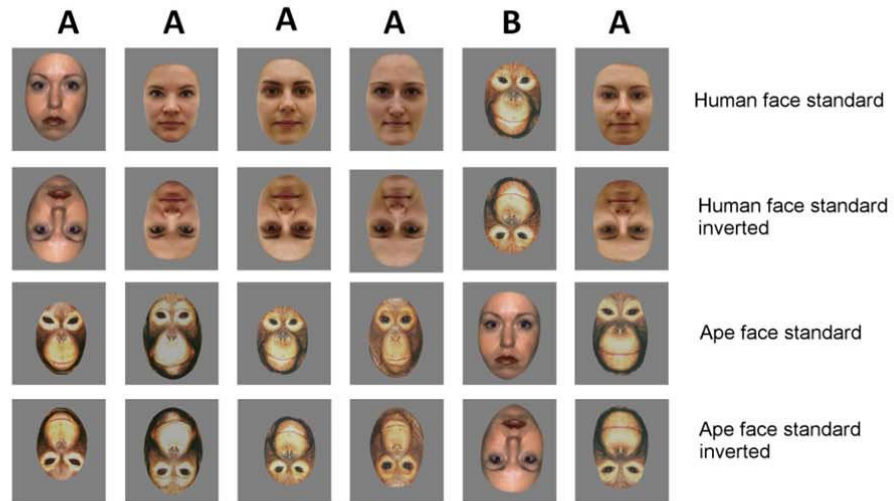 A A A A B A
Human face standard
Human face standard
inverted
Ape face standard
Ape face standard
inverted